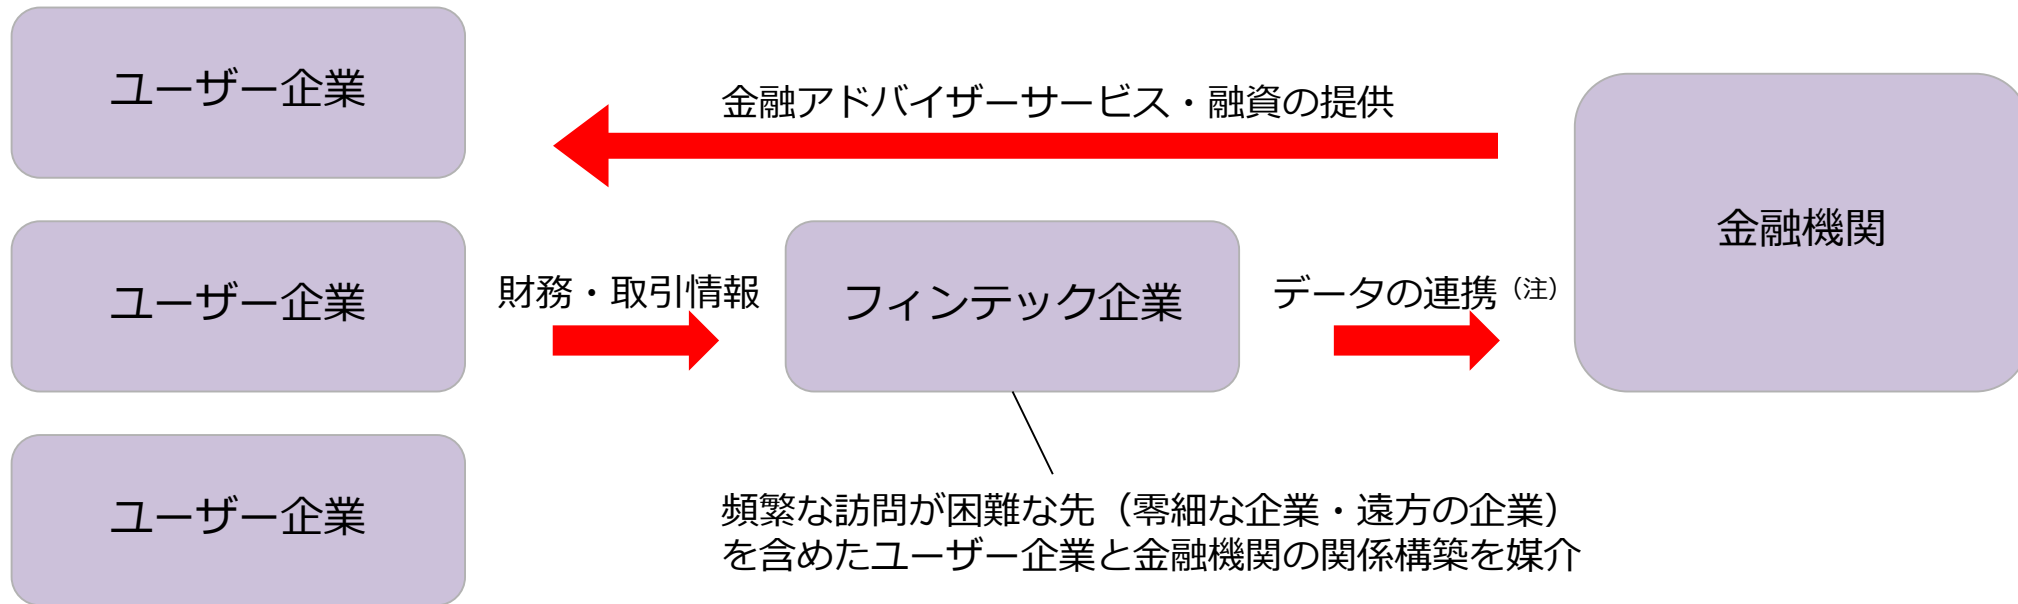 ユーザー企業
金融アドバイザーサービス・融資の提供
金融機関
ユーザー企業
財務・取引情報
フィンテック企業
データの連携（注）
ユーザー企業
頻繁な訪問が困難な先（零細な企業・遠方の企業）
を含めたユーザー企業と金融機関の関係構築を媒介